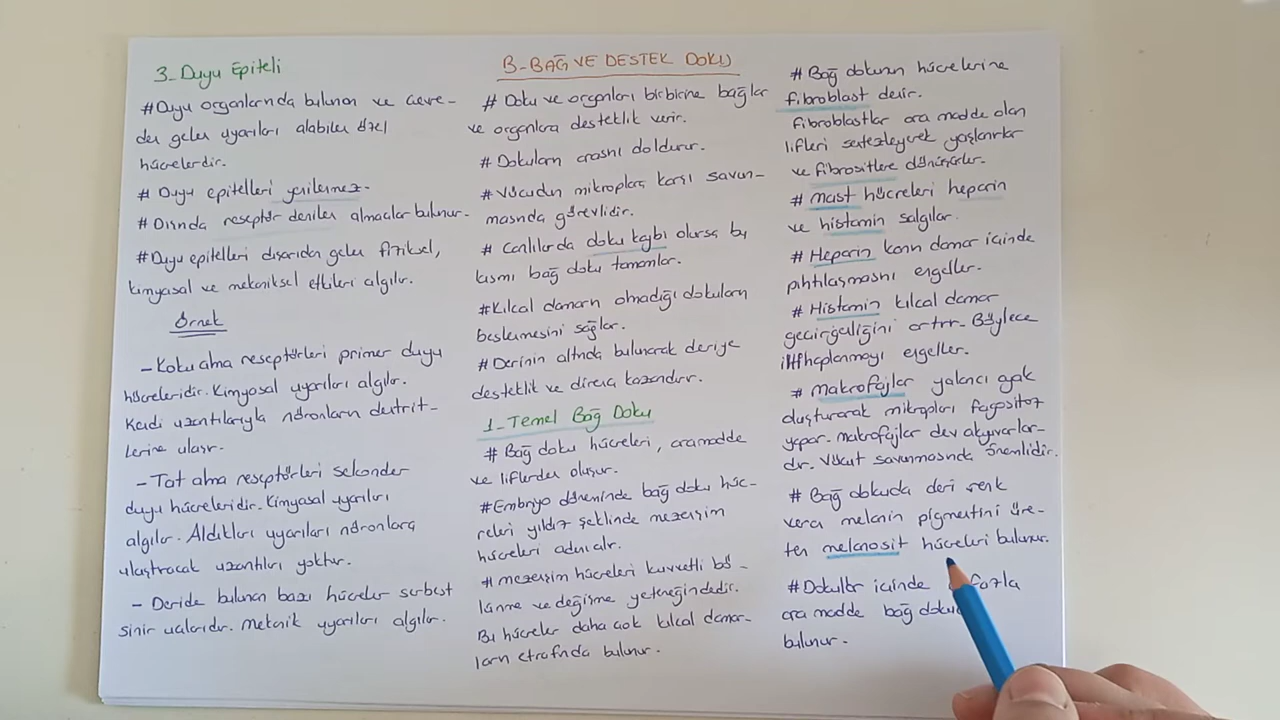 3- Duyu Epiteli
#Duyu organlarında bulunan ve çevre-
den gelen uyarıları alabilen özel
hücrelerdir.
# Duyu epitelleri yenilenmez.
# Dışında reseptör denilen almaçlar bulunur.
#Duyu epitelleri dışarıdan gelen fiziksel,
kimyasal ve mekaniksel etkileri algılar.
Örnek
- Koku alma reseptörleri primer duyu
hücreleridir. Kimyasal uyarıları algılar.
Kendi uzantılarıyla nöronların dentrit-
lerine ulaşır.
- Tat alma reseptörleri sekonder
duyu hücreleridir. Kimyasal uyarıları
algılar. Aldıkları uyarıları nöronlara
ulaştıracak uzantıları yoktur.
- Deride bulunan bazı hücreler serbest
sinir uçlarıdır. Mekanik uyarıları algılar.
B-BAĞ VE DESTEK DOKU
# Doku ve organları birbirine bağlar
ve organlara desteklik verir.
# Dokuların arasını doldurur.
# Vücudun mikroplara karşı savun-
masında görevlidir.
# Canlılarda doku kaybı olursa bu
kısmı bağ doku tamamlar.
#Kılcal damarın olmadığı dokuların
beslenmesini sağlar.
#Derinin altında bulunarak deriye
desteklik ve direnç kazandırır.
1-Temel Bağ Doku
# Bağ doku hücreleri, ara madde
ve liflerden oluşur.
#Embriyo döneminde bağ doku hüc-
releri yıldız şeklinde mezenşim
hücreleri adını alır.
# mezenşim hücreleri kuvvetli bö-
lünme ve değişme yeteneğindedir.
Bu hücreler daha çok kılcal damar-
ların etrafında bulunur.
# Bağ dokunun hücrelerine
fibroblast denir.
Fibroblastlar ara madde olan
lifleri sentezleyerek yaşlanırlar
ve fibrositlere dönüşürler.
# mast hücreleri heparin
ve histamin salgılar.
# Heparin kanın damar içinde
pıhtılaşmasını engeller.
# Histamin kılcal damar
geçirgenliğini artırır. Böylece
iltihaplanmayı engeller.
# Makrofajlar yalancı ayak
oluşturarak mikropları fagositoz
yapar. makrofajlar dev akyuvarlar-
dır. Vücut savunmasında önemlidir.
# Bağ dokuda deri renk
veren melanin pigmentini üre-
ten melanosit hücreleri bulunur.
#Dokular içinde fazla
ara madde bağ
bulunur.